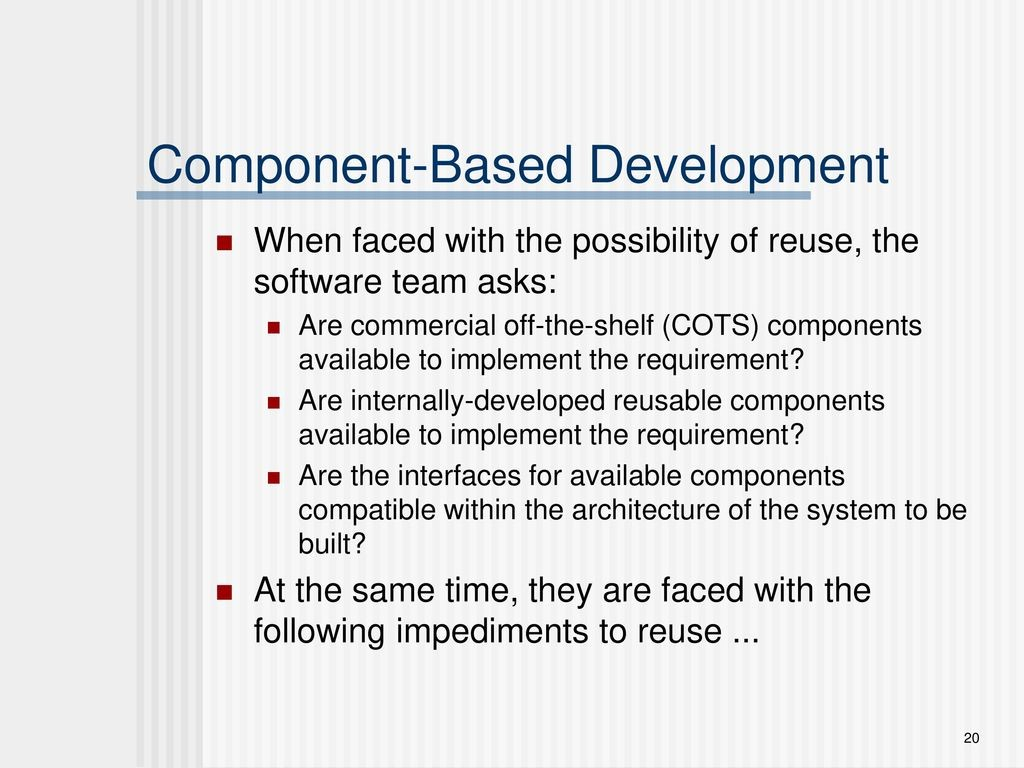 Component-Based Development
When faced with the possibility of reuse, the
software team asks:
Are commercial off-the-shelf (COTS) components
available to implement the requirement?
Are internally-developed reusable components
available to implement the requirement?
Are the interfaces for available components
compatible within the architecture of the system to be
built?
At the same time, they are faced with the
following impediments to reuse ...
20